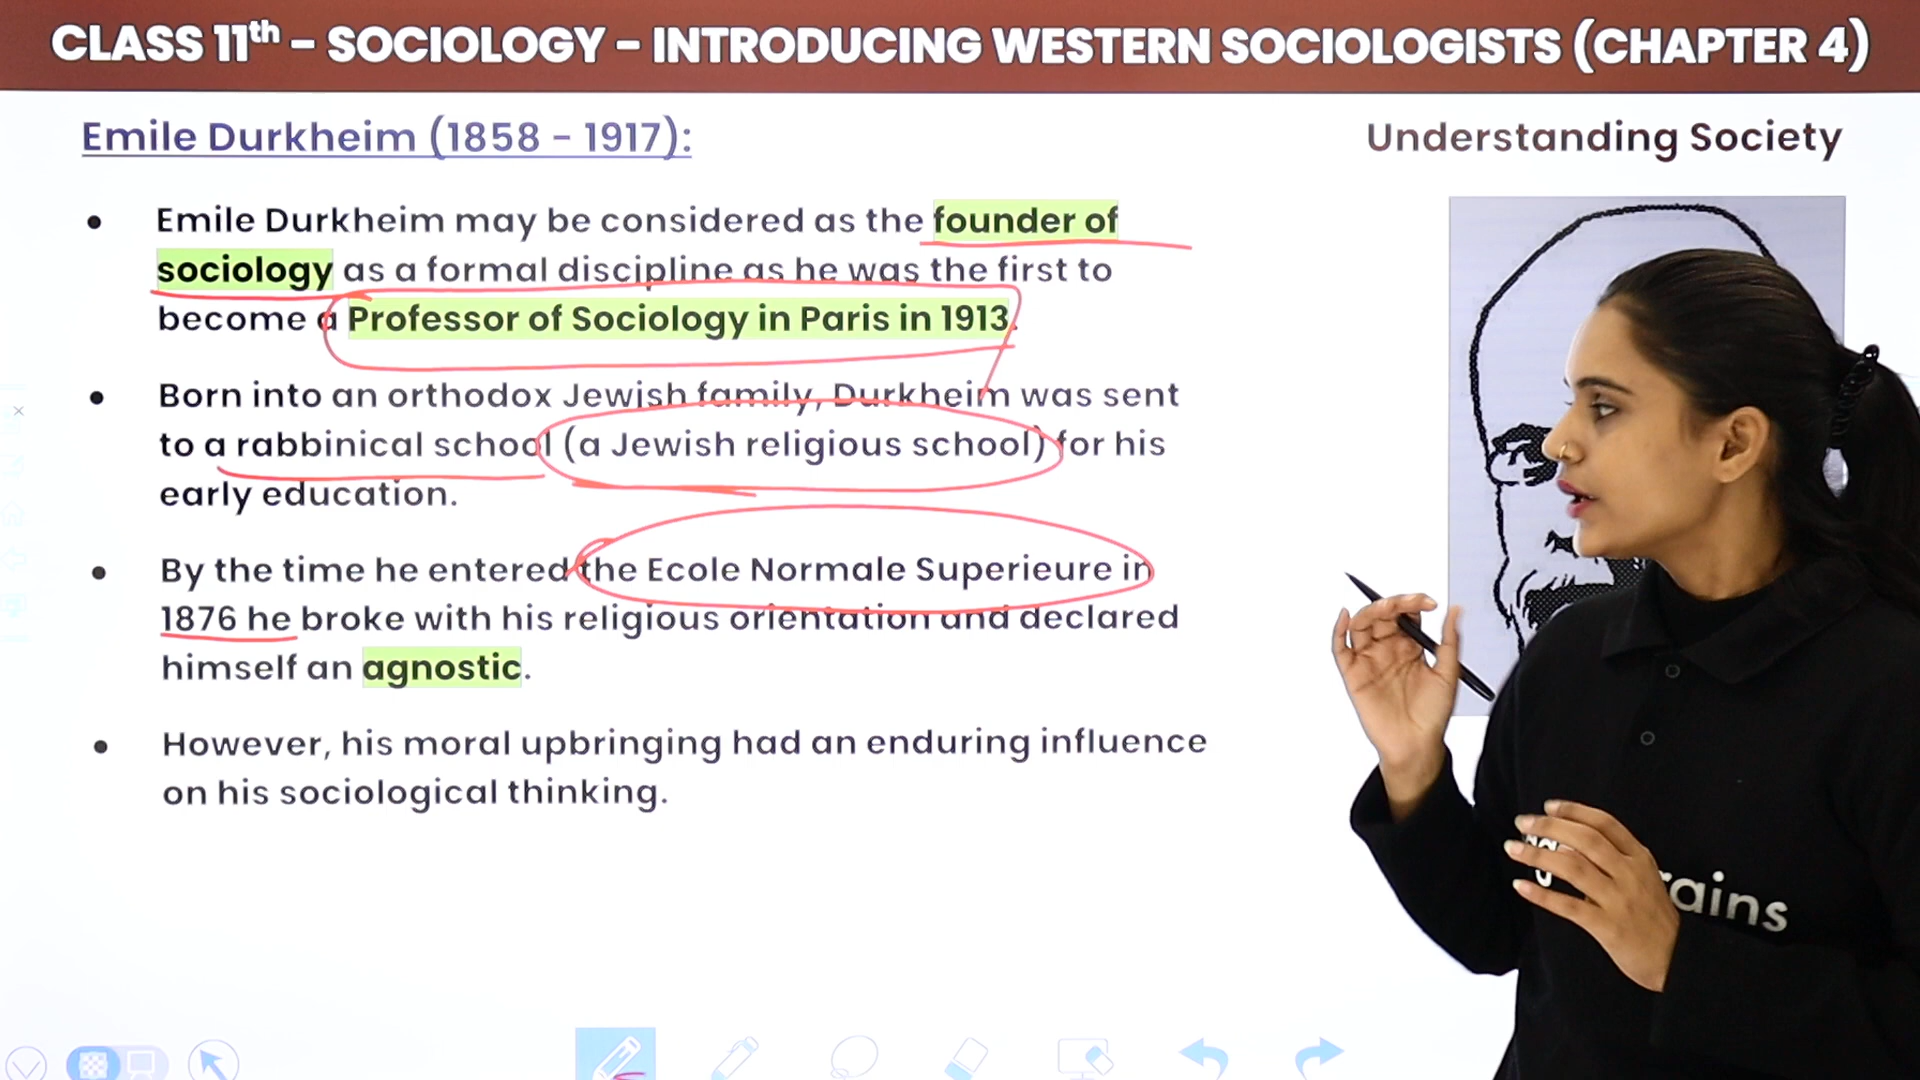 CLASS 11th – SOCIOLOGY – INTRODUCING WESTERN SOCIOLOGISTS (CHAPTER 4)
Emile Durkheim (1858 - 1917):
Understanding Society
• Emile Durkheim may be considered as the founder of
sociology as a formal discipline as he was the first to
become a Professor of Sociology in Paris in 1913.
• Born into an orthodox Jewish family, Durkheim was sent
to a rabbinical school (a Jewish religious school) for his
early education.
• By the time he entered the Ecole Normale Superieure in
1876 he broke with his religious orientation and declared
himself an agnostic.
• However, his moral upbringing had an enduring influence
on his sociological thinking.